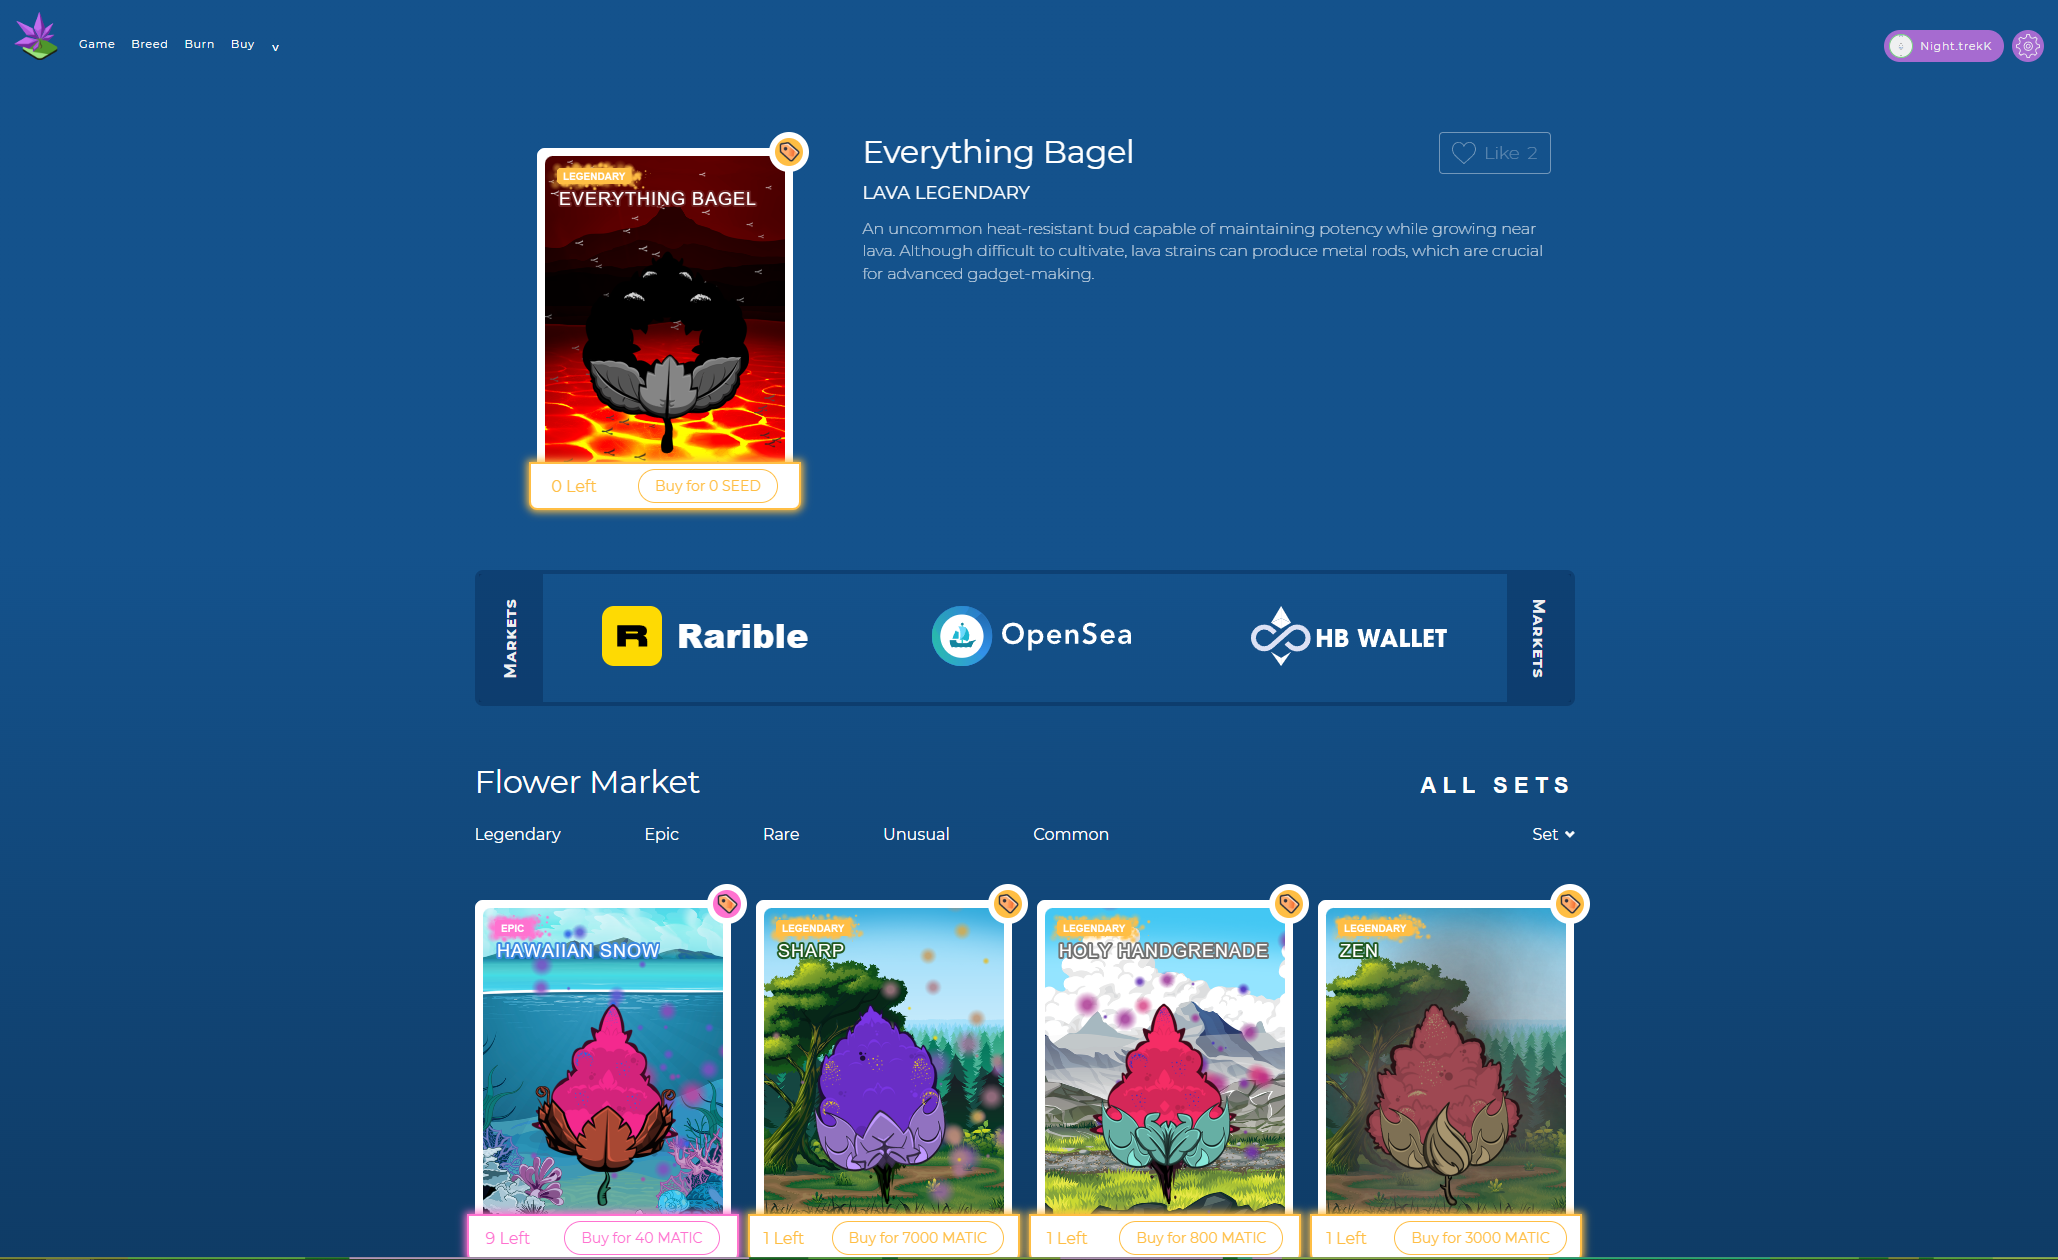 Game Breed Burn Buy v
Night.trekK
LEGENDARY
EVERYTHING BAGEL
0 Left Buy for 0 SEED
Everything Bagel
Like 2
LAVA LEGENDARY
An uncommon heat-resistant bud capable of maintaining potency while growing near
lava. Although difficult to cultivate, lava strains can produce metal rods, which are crucial
for advanced gadget-making.
MARKETS
R Rarible
OpenSea
HB WALLET
MARKETS
Flower Market
ALL SETS
Legendary Epic Rare Unusual Common Set
EPIC
HAWAIIAN SNOW
9 Left Buy for 40 MATIC
LEGENDARY
SHARP
1 Left Buy for 7000 MATIC
LEGENDARY
HOLY HANDGRENADE
1 Left Buy for 800 MATIC
LEGENDARY
ZEN
1 Left Buy for 3000 MATIC